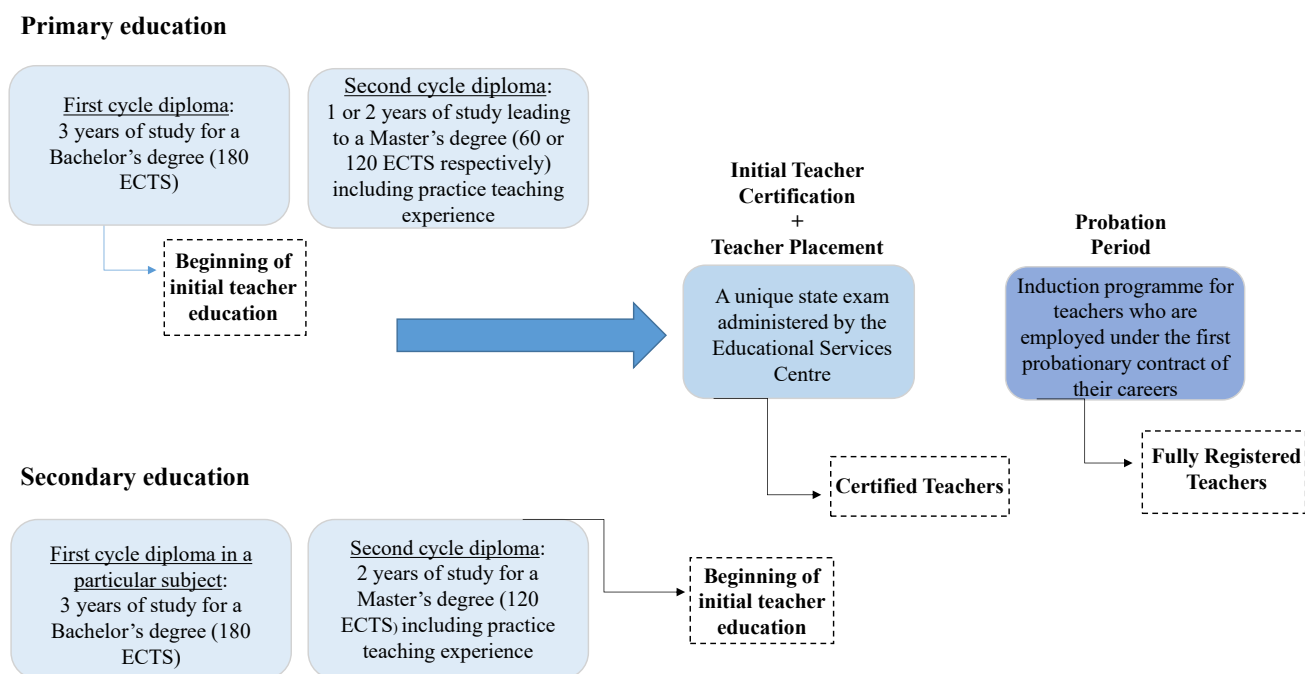 Primary education
First cycle diploma:
3 years of study for a
Bachelor’s degree (180
ECTS)
Second cycle diploma:
1 or 2 years of study leading
to a Master’s degree (60 or
120 ECTS respectively)
including practice teaching
experience
Beginning of
initial teacher
education
Initial Teacher
Certification
+
Teacher Placement
A unique state exam
administered by the
Educational Services
Centre
Certified Teachers
Probation
Period
Induction programme for
teachers who are
employed under the first
probationary contract of
their careers
Fully Registered
Teachers
Secondary education
First cycle diploma in a
particular subject:
3 years of study for a
Bachelor’s degree (180
ECTS)
Second cycle diploma:
2 years of study for a
Master’s degree (120
ECTS) including practice
teaching experience
Beginning of
initial teacher
education